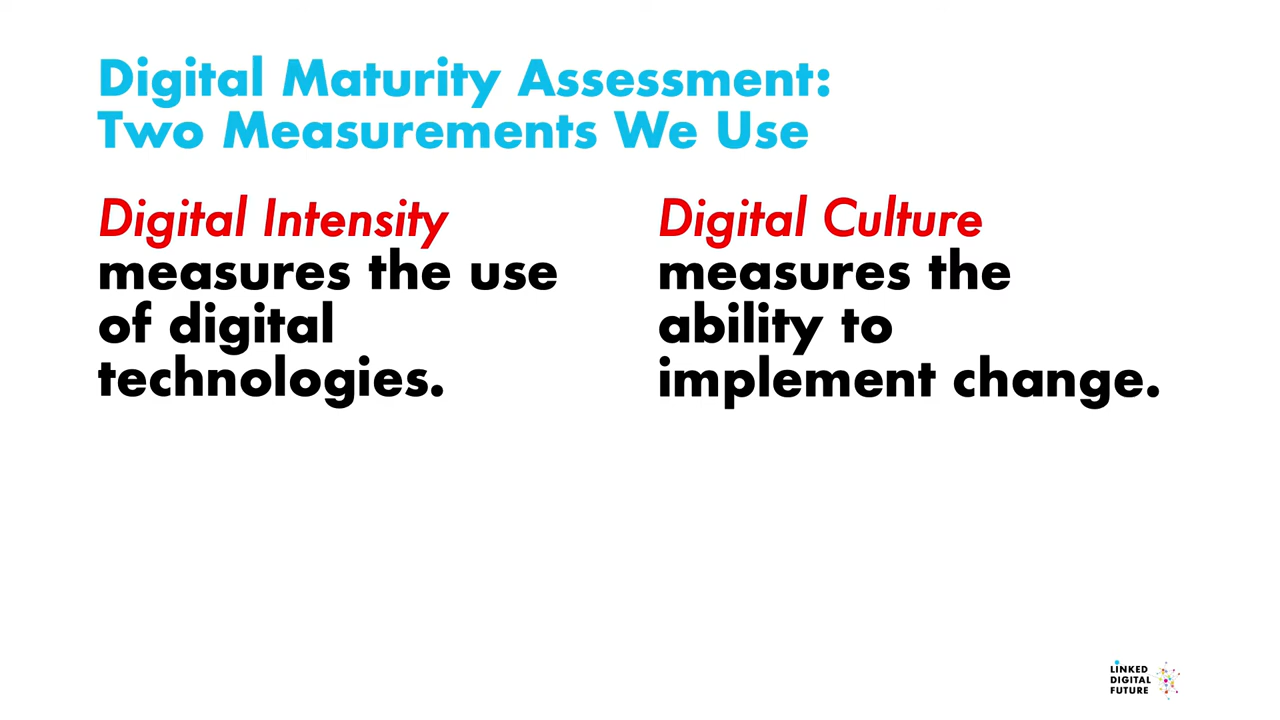 Digital Maturity Assessment:
Two Measurements We Use
Digital Intensity
measures the use
of digital
technologies.
Digital Culture
measures the
ability to
implement change.
LINKED
DIGITAL
FUTURE